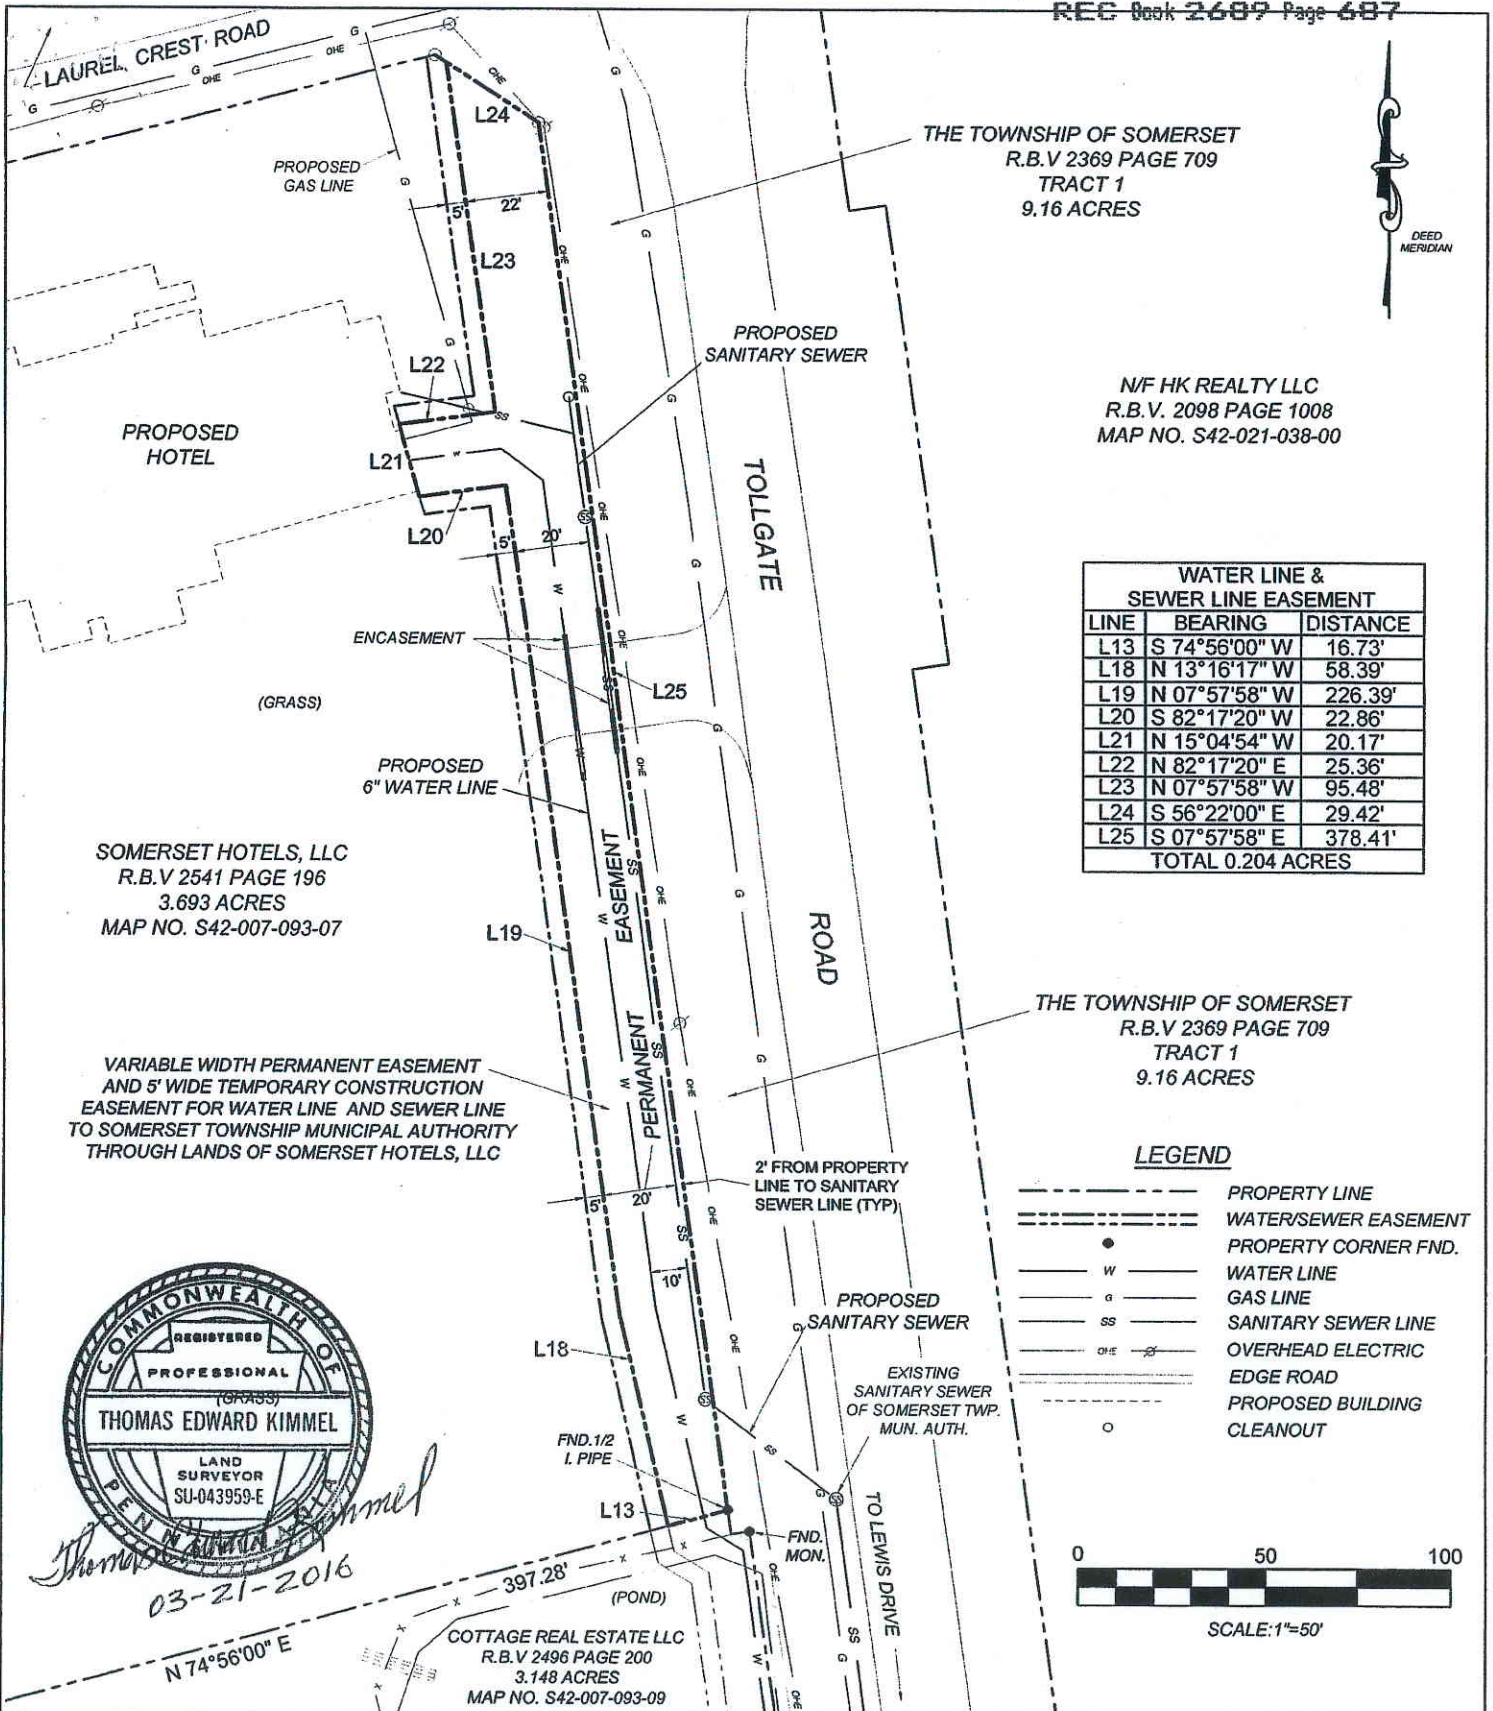 REC Book 2689 Page 687
LAUREL CREST ROAD
G
OHE
L24
PROPOSED
GAS LINE
5'
22'
L23
THE TOWNSHIP OF SOMERSET
R.B.V 2369 PAGE 709
TRACT 1
9.16 ACRES
DEED
MERIDIAN
PROPOSED
SANITARY SEWER
N/F HK REALTY LLC
R.B.V. 2098 PAGE 1008
MAP NO. S42-021-038-00
L22
PROPOSED
HOTEL
SS
L21
W
L20
5'
20'
TOLLGATE
ROAD
WATER LINE &
SEWER LINE EASEMENT
LINE BEARING DISTANCE
L13 S 74°56'00" W 16.73'
L18 N 13°16'17" W 58.39'
L19 N 07°57'58" W 226.39'
L20 S 82°17'20" W 22.86'
L21 N 15°04'54" W 20.17'
L22 N 82°17'20" E 25.36'
L23 N 07°57'58" W 95.48'
L24 S 56°22'00" E 29.42'
L25 S 07°57'58" E 378.41'
TOTAL 0.204 ACRES
ENCASEMENT
L25
(GRASS)
PROPOSED
6" WATER LINE
PERMANENT EASEMENT
SOMERSET HOTELS, LLC
R.B.V 2541 PAGE 196
3.693 ACRES
MAP NO. S42-007-093-07
L19
THE TOWNSHIP OF SOMERSET
R.B.V 2369 PAGE 709
TRACT 1
9.16 ACRES
VARIABLE WIDTH PERMANENT EASEMENT
AND 5' WIDE TEMPORARY CONSTRUCTION
EASEMENT FOR WATER LINE AND SEWER LINE
TO SOMERSET TOWNSHIP MUNICIPAL AUTHORITY
THROUGH LANDS OF SOMERSET HOTELS, LLC
2' FROM PROPERTY
LINE TO SANITARY
SEWER LINE (TYP)
5'
20'
10'
LEGEND
PROPERTY LINE
WATER/SEWER EASEMENT
PROPERTY CORNER FND.
W WATER LINE
G GAS LINE
SS SANITARY SEWER LINE
OHE OVERHEAD ELECTRIC
EDGE ROAD
PROPOSED BUILDING
CLEANOUT
PROPOSED
SANITARY SEWER
L18
EXISTING
SANITARY SEWER
OF SOMERSET TWP.
MUN. AUTH.
FND.1/2
I. PIPE
L13
FND.
MON.
TO LEWIS DRIVE
COMMONWEALTH OF
REGISTERED
PROFESSIONAL
(GRASS)
THOMAS EDWARD KIMMEL
LAND
SURVEYOR
SU-043959-E
PENNSYLVANIA
Thomas Edward Kimmel
03-21-2016
397.28'
N 74°56'00" E
(POND)
COTTAGE REAL ESTATE LLC
R.B.V 2496 PAGE 200
3.148 ACRES
MAP NO. S42-007-093-09
0 50 100
SCALE:1"=50'